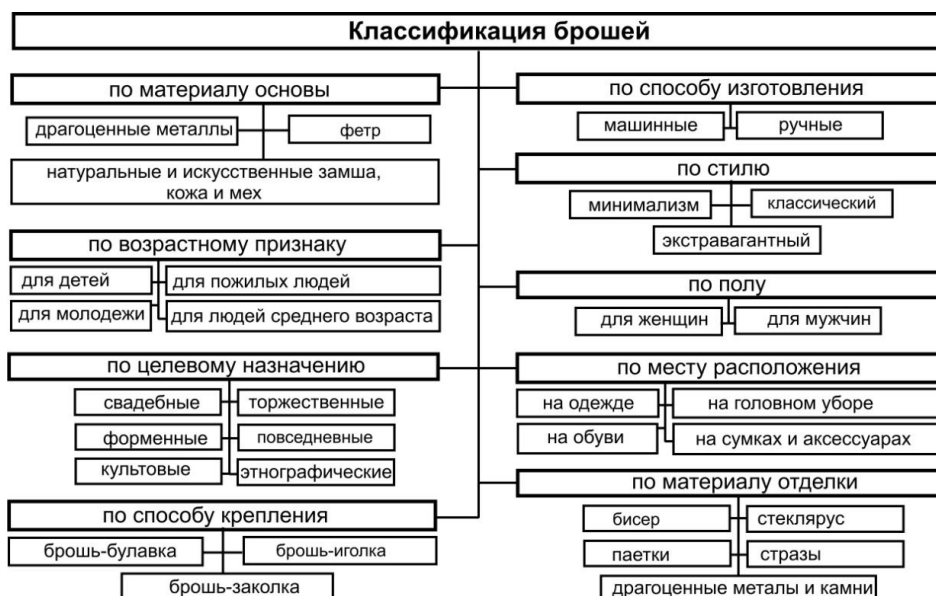 Классификация брошей
по материалу основы
драгоценные металлы
фетр
натуральные и искусственные замша,
кожа и мех
по возрастному признаку
для детей
для пожилых людей
для молодежи
для людей среднего возраста
по целевому назначению
свадебные
торжественные
форменные
повседневные
культовые
этнографические
по способу крепления
брошь-булавка
брошь-иголка
брошь-заколка
по способу изготовления
машинные
ручные
по стилю
минимализм
классический
экстравагантный
по полу
для женщин
для мужчин
по месту расположения
на одежде
на головном уборе
на обуви
на сумках и аксессуарах
по материалу отделки
бисер
стеклярус
паетки
стразы
драгоценные металы и камни